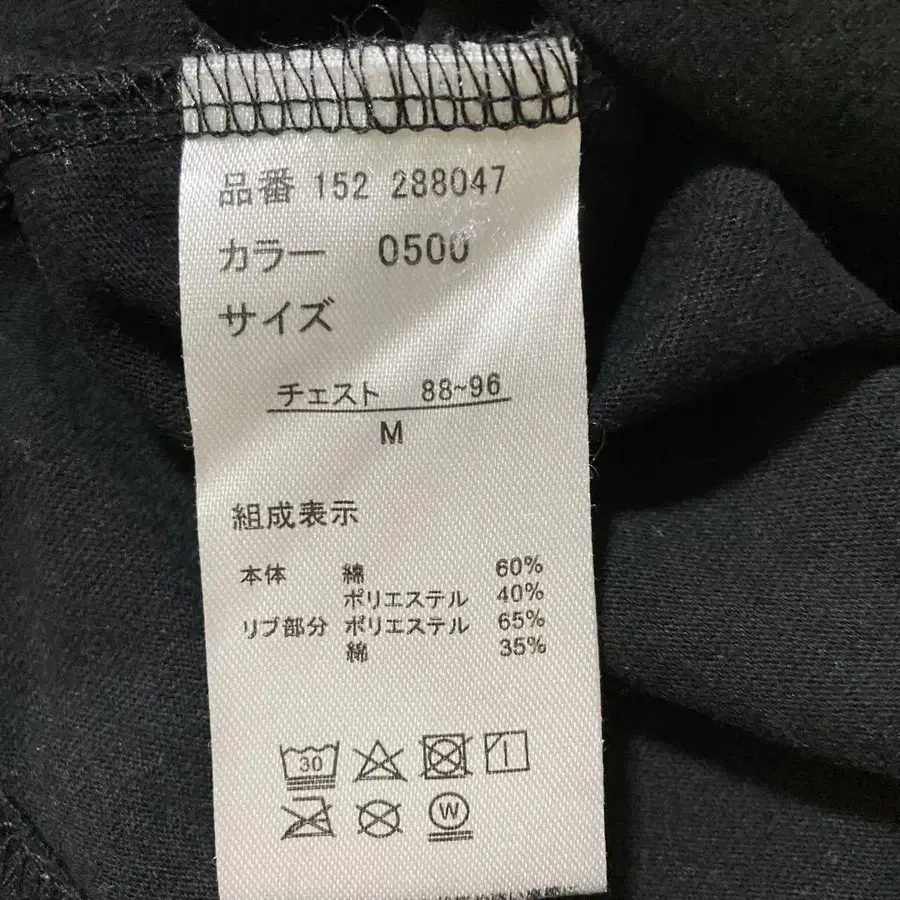 品番 152 288047
カラー 0500
サイズ
チェスト 88~96
M
組成表示
本体 綿 60%
ポリエステル 40%
リブ部分 ポリエステル 65%
綿 35%
30
W